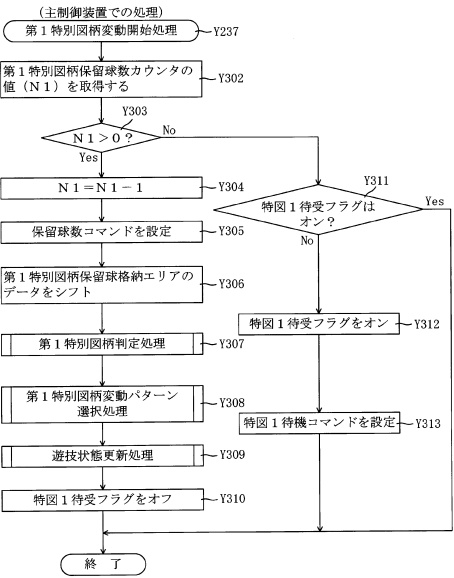 (主制御装置での処理)
第1特別図柄変動開始処理
Y237
第1特別図柄保留球数カウンタの
値(N1)を取得する
Y302
Y303
N1>0?
No
Yes
N1=N1-1
Y304
保留球数コマンドを設定
Y305
第1特別図柄保留球格納エリアの
データをシフト
Y306
第1特別図柄判定処理
Y307
第1特別図柄変動パターン
選択処理
Y308
遊技状態更新処理
Y309
特図1待受フラグをオフ
Y310
Y311
特図1待受フラグは
オン?
Yes
No
特図1待受フラグをオン
Y312
特図1待機コマンドを設定
Y313
終 了